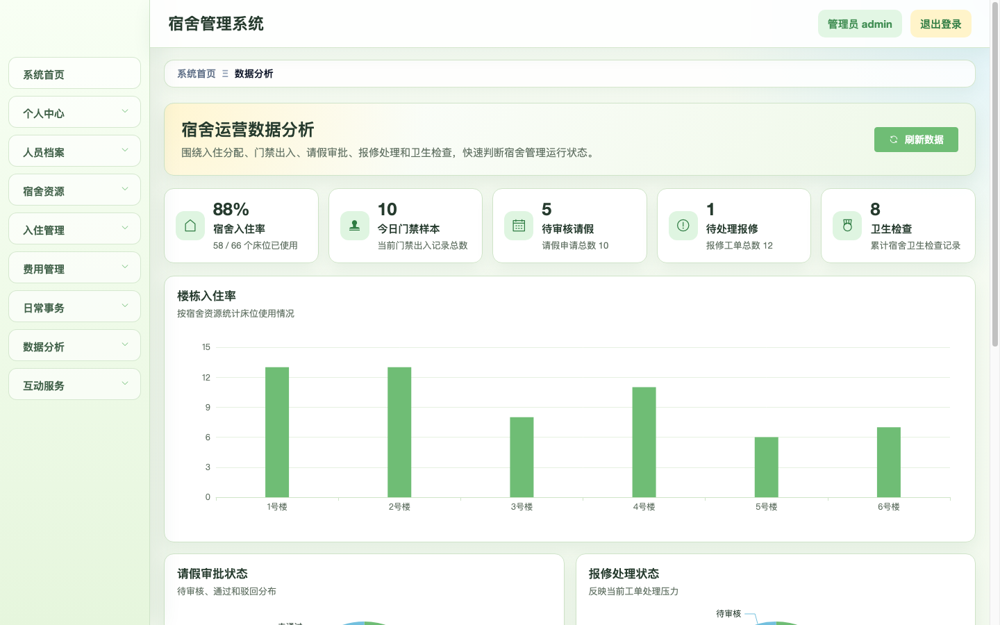 宿舍管理系统
管理员 admin
退出登录
系统首页
个人中心
人员档案
宿舍资源
入住管理
费用管理
日常事务
数据分析
互动服务
系统首页 数据分析
宿舍运营数据分析
围绕入住分配、门禁出入、请假审批、报修处理和卫生检查，快速判断宿舍管理运行状态。
刷新数据
88%
宿舍入住率
58 / 66 个床位已使用
10
今日门禁样本
当前门禁出入记录总数
5
待审核请假
请假申请总数 10
1
待处理报修
报修工单总数 12
8
卫生检查
累计宿舍卫生检查记录
楼栋入住率
按宿舍资源统计床位使用情况
15
12
9
6
3
0
1号楼
2号楼
3号楼
4号楼
5号楼
6号楼
请假审批状态
待审核、通过和驳回分布
报修处理状态
反映当前工单处理压力
待审核